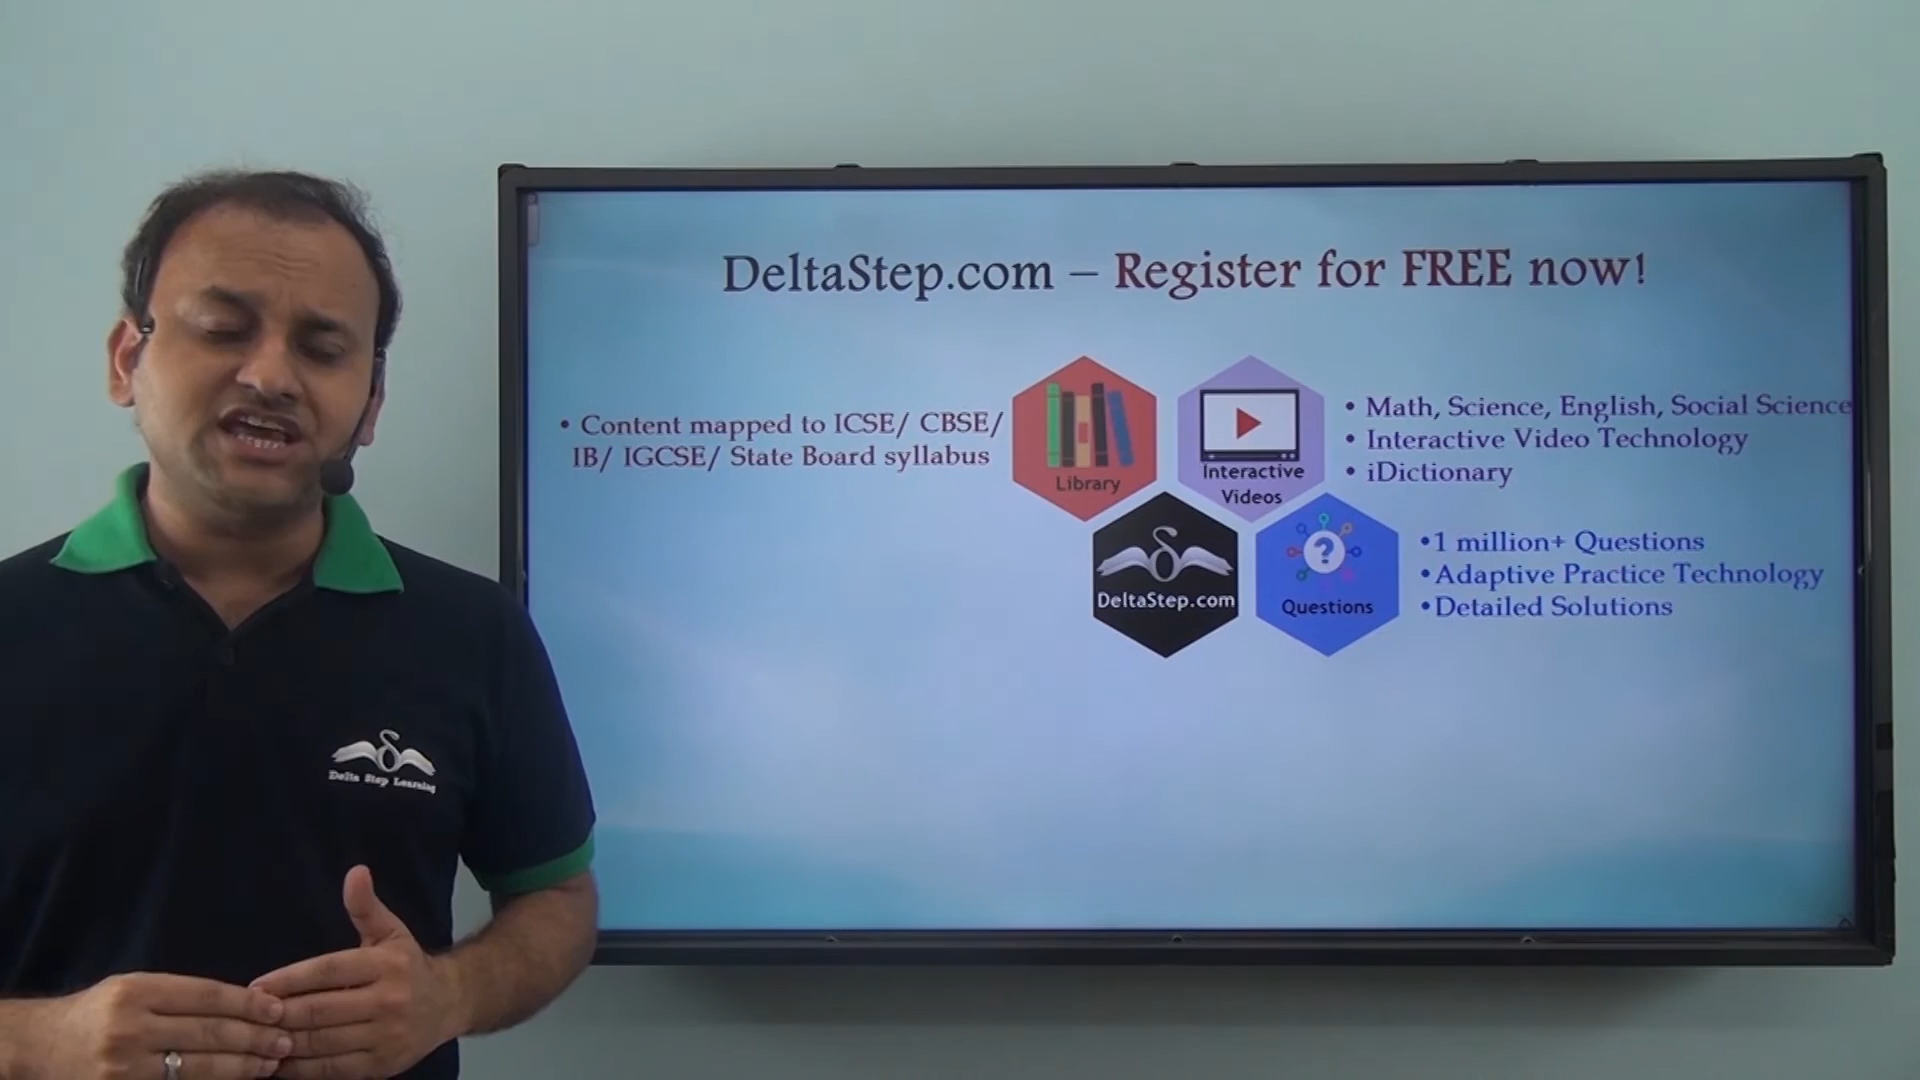 DeltaStep.com – Register for FREE now!
• Content mapped to ICSE/ CBSE/
IB/ IGCSE/ State Board syllabus
Library
Interactive
Videos
• Math, Science, English, Social Science
• Interactive Video Technology
• iDictionary
DeltaStep.com
Questions
•1 million+ Questions
•Adaptive Practice Technology
•Detailed Solutions
Delta Step Learning